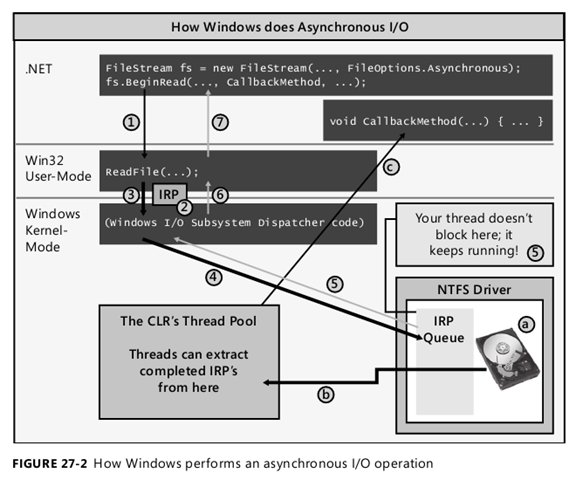 How Windows does Asynchronous I/O
.NET
FileStream fs = new FileStream(..., FileOptions.Asynchronous);
fs.BeginRead(..., CallbackMethod, ...);
1
7
void CallbackMethod(...) { ... }
Win32
User-Mode
ReadFile(...);
c
3
IRP
2
6
Windows
Kernel-
Mode
(Windows I/O Subsystem Dispatcher code)
Your thread doesn't
block here; it
keeps running!
5
4
5
NTFS Driver
IRP
Queue
a
The CLR's Thread Pool
Threads can extract
completed IRP's
from here
b
FIGURE 27-2 How Windows performs an asynchronous I/O operation